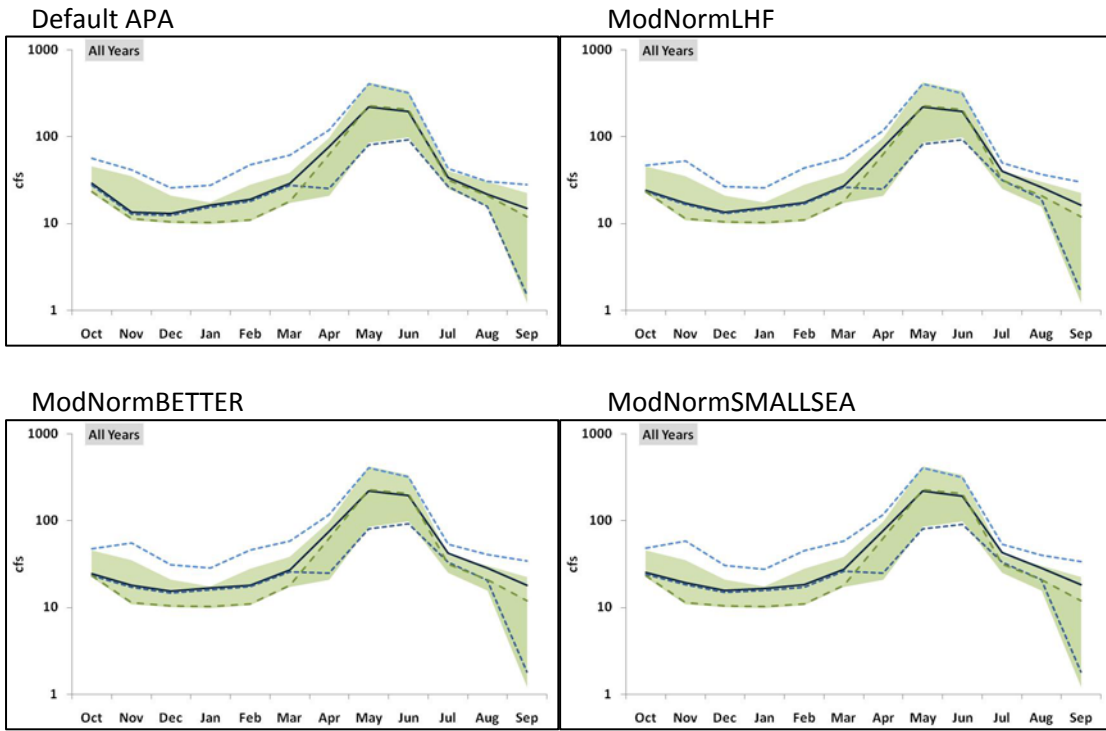 Default APA
ModNormLHF
All Years
1000
100
cfs
10
1
Oct Nov Dec Jan Feb Mar Apr May Jun Jul Aug Sep
All Years
1000
100
cfs
10
1
Oct Nov Dec Jan Feb Mar Apr May Jun Jul Aug Sep
ModNormBETTER
ModNormSMALLSEA
All Years
1000
100
cfs
10
1
Oct Nov Dec Jan Feb Mar Apr May Jun Jul Aug Sep
All Years
1000
100
cfs
10
1
Oct Nov Dec Jan Feb Mar Apr May Jun Jul Aug Sep